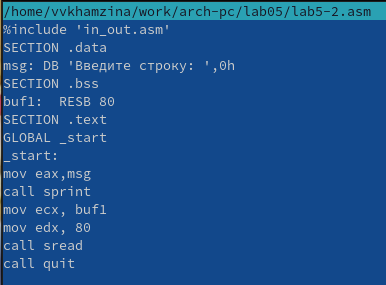 /home/vvkhamzina/work/arch-pc/lab05/lab5-2.asm
%include 'in_out.asm'
SECTION .data
msg: DB 'Введите строку: ',0h
SECTION .bss
buf1:  RESB 80
SECTION .text
GLOBAL _start
_start:
mov eax,msg
call sprint
mov ecx, buf1
mov edx, 80
call sread
call quit